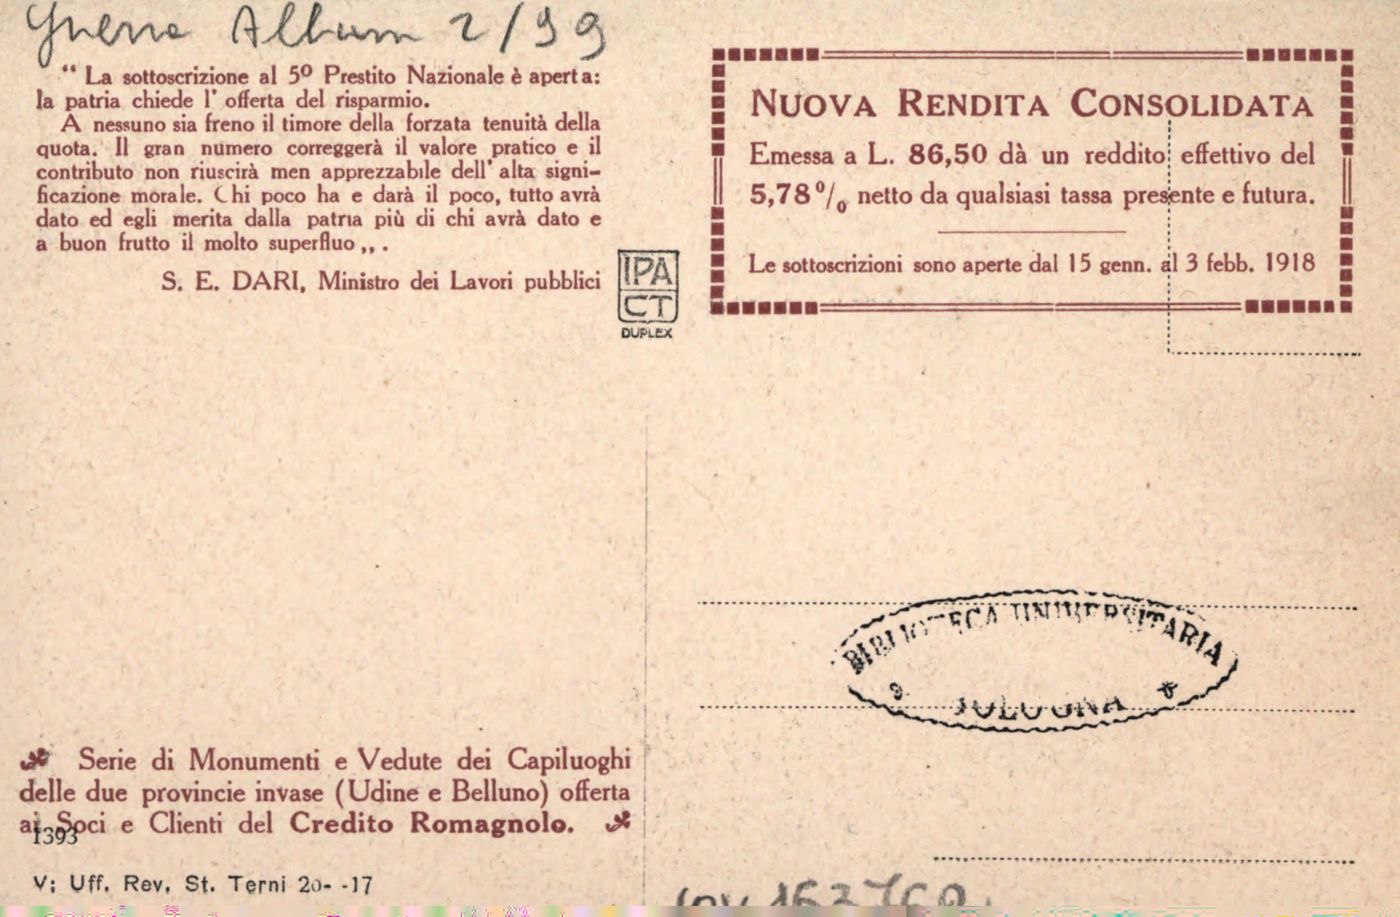 Guerra Album 2/99
“ La sottoscrizione al 5º Prestito Nazionale è aperta:
la patria chiede l' offerta del risparmio.
A nessuno sia freno il timore della forzata tenuità della
quota. Il gran numero correggerà il valore pratico e il
contributo non riuscirà men apprezzabile dell' alta signi-
ficazione morale. Chi poco ha e darà il poco, tutto avrà
dato ed egli merita dalla patria più di chi avrà dato e
a buon frutto il molto superfluo „ .
S. E. DARI, Ministro dei Lavori pubblici
IPA
CT
DUPLEX
NUOVA RENDITA CONSOLIDATA
Emessa a L. 86,50 dà un reddito effettivo del
5,78 % netto da qualsiasi tassa presente e futura.
Le sottoscrizioni sono aperte dal 15 genn. al 3 febb. 1918
BIBLIOTECA UNIVERSITARIA
BOLOGNA
Serie di Monumenti e Vedute dei Capiluoghi
delle due provincie invase (Udine e Belluno) offerta
ai Soci e Clienti del Credito Romagnolo.
1393
V; Uff. Rev. St. Terni 20- -17